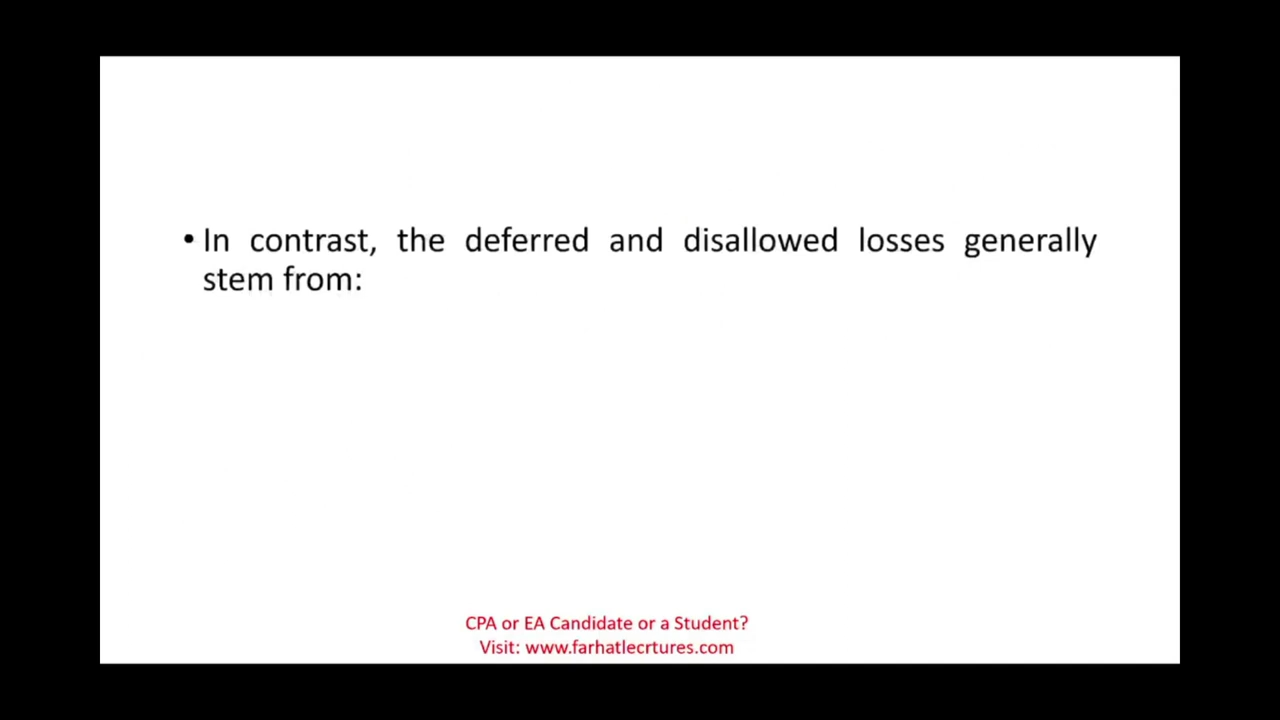 • In contrast, the deferred and disallowed losses generally
stem from:
CPA or EA Candidate or a Student?
Visit: www.farhatlecrtures.com